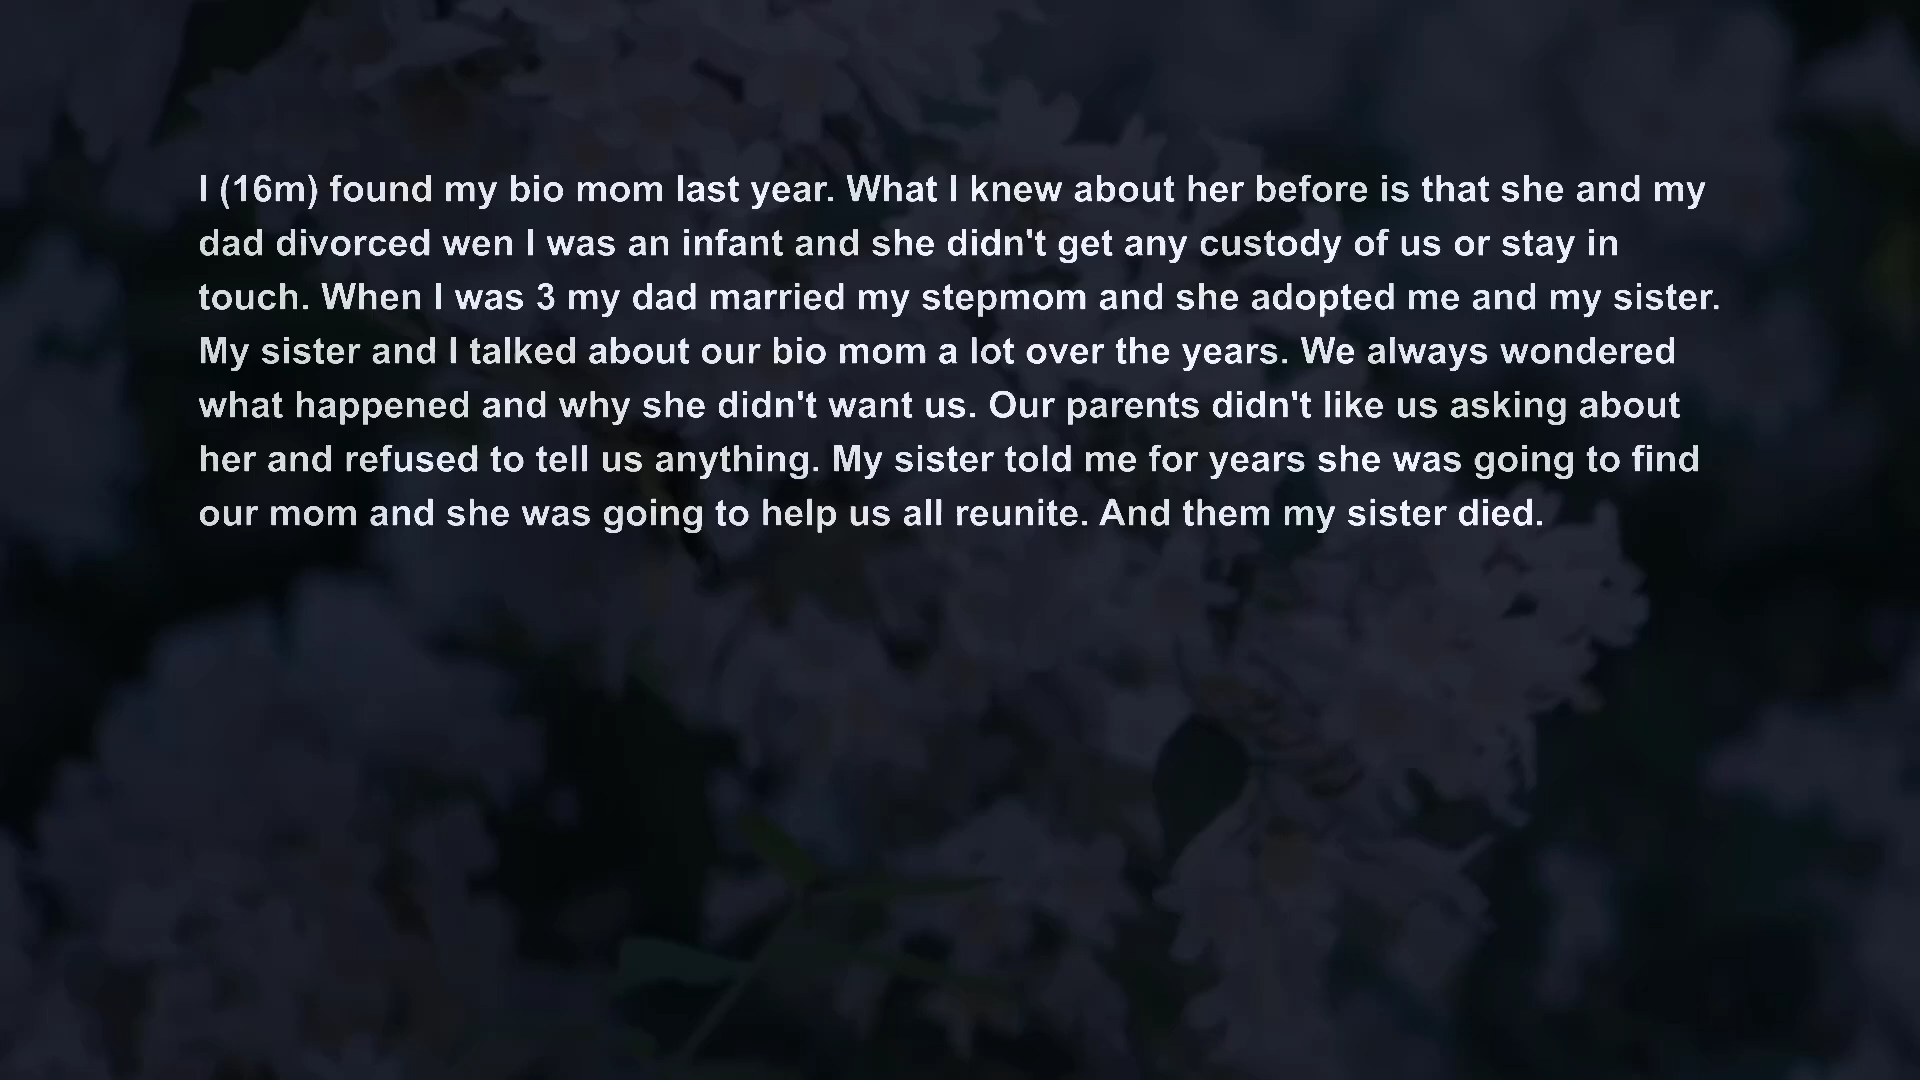 I (16m) found my bio mom last year. What I knew about her before is that she and my
dad divorced wen I was an infant and she didn't get any custody of us or stay in
touch. When I was 3 my dad married my stepmom and she adopted me and my sister.
My sister and I talked about our bio mom a lot over the years. We always wondered
what happened and why she didn't want us. Our parents didn't like us asking about
her and refused to tell us anything. My sister told me for years she was going to find
our mom and she was going to help us all reunite. And them my sister died.